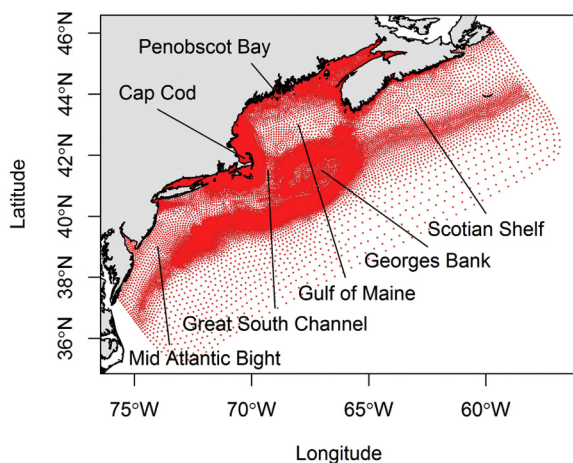 46°N
44°N
42°N
40°N
38°N
36°N
Latitude
Penobscot Bay
Cap Cod
Scotian Shelf
Georges Bank
Gulf of Maine
Great South Channel
Mid Atlantic Bight
75°W
70°W
65°W
60°W
Longitude